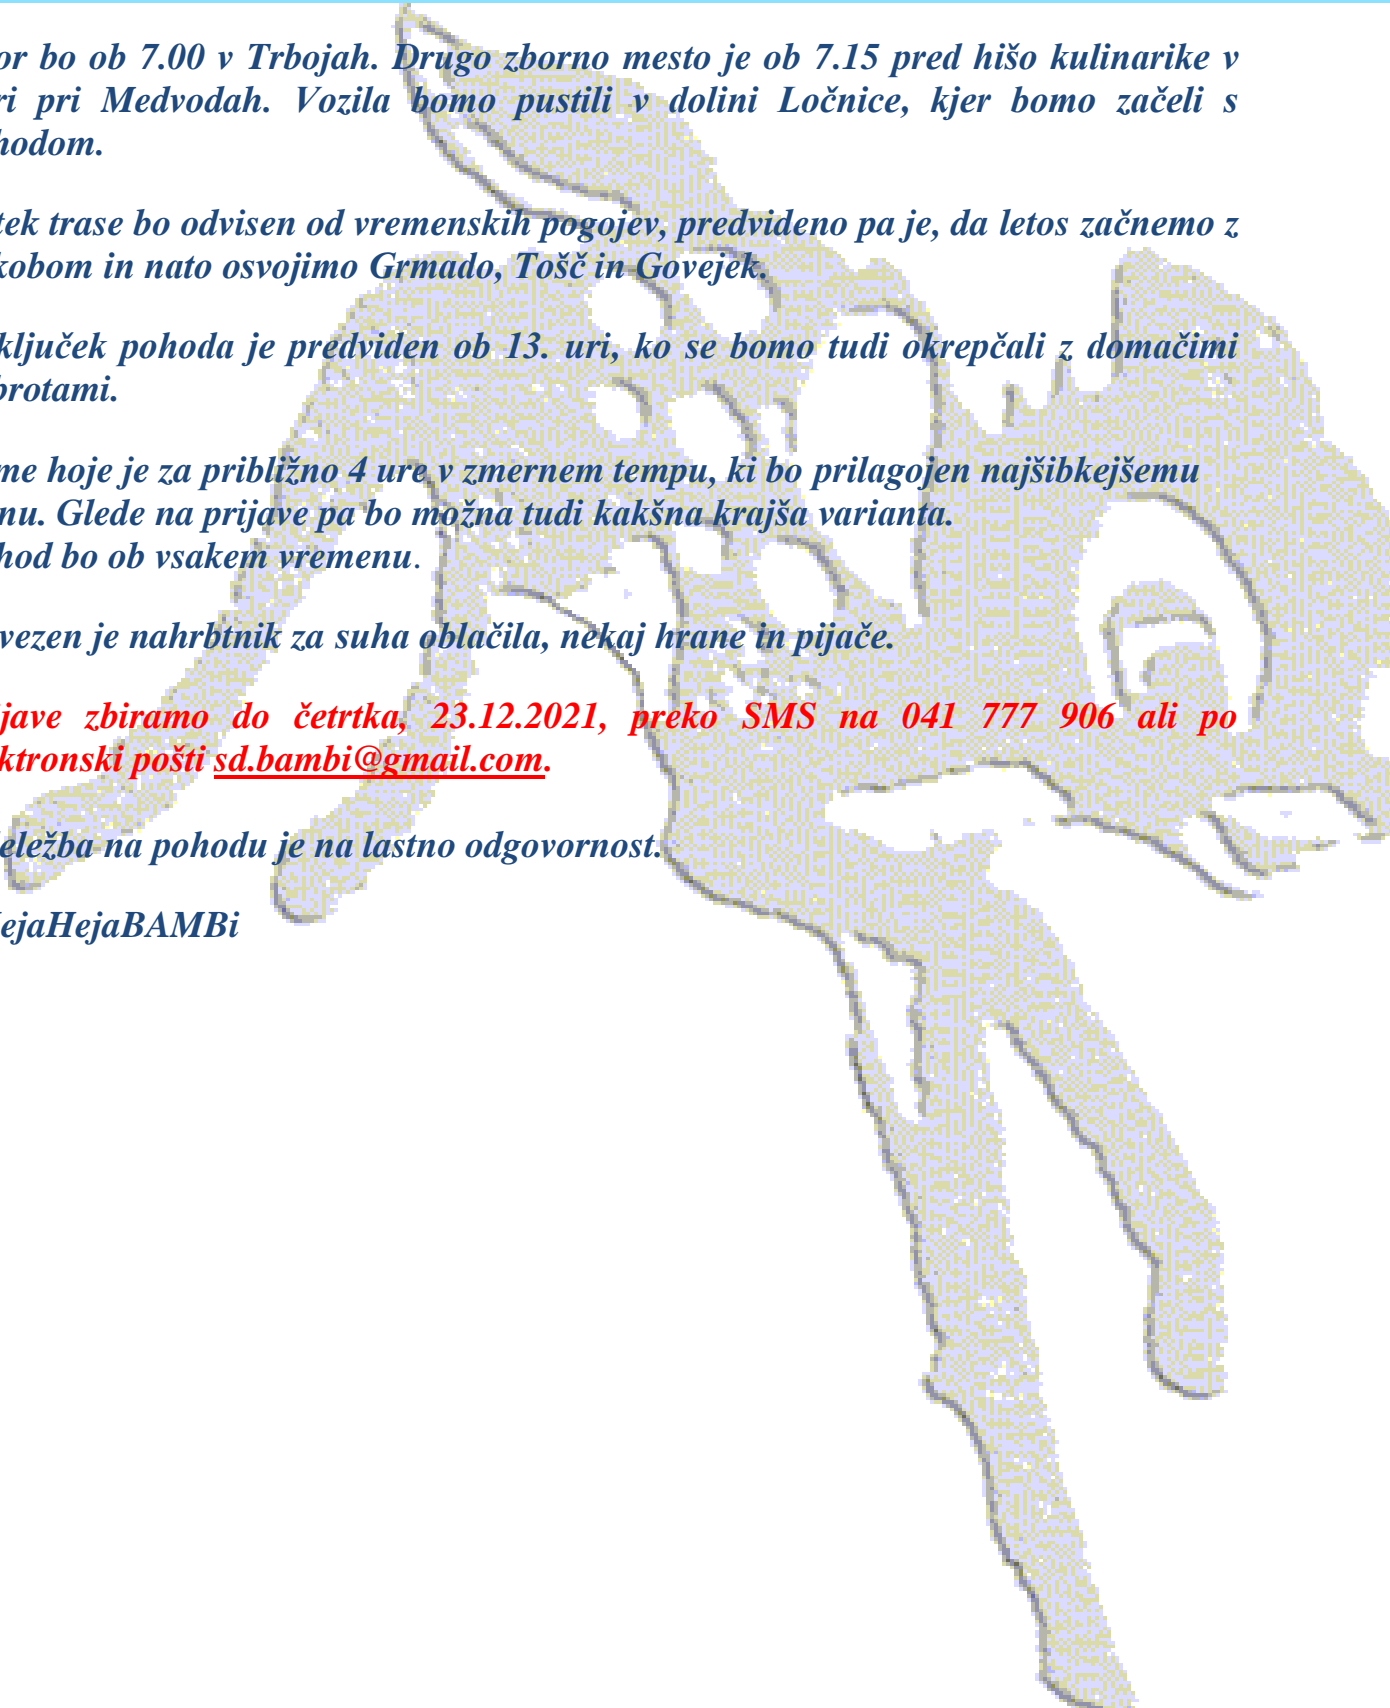 or bo ob 7.00 v Trbojah. Drugo zborno mesto je ob 7.15 pred hišo kulinarike v
ri pri Medvodah. Vozila bomo pustili v dolini Ločnice, kjer bomo začeli s
hodom.
tek trase bo odvisen od vremenskih pogojev, predvideno pa je, da letos začnemo z
kobom in nato osvojimo Grmado, Tošč in Govejek.
ključek pohoda je predviden ob 13. uri, ko se bomo tudi okrepčali z domačimi
brotami.
me hoje je za približno 4 ure v zmernem tempu, ki bo prilagojen najšibkejšemu
nu. Glede na prijave pa bo možna tudi kakšna krajša varianta.
hod bo ob vsakem vremenu.
vezen je nahrbtnik za suha oblačila, nekaj hrane in pijače.
jave zbiramo do četrtka, 23.12.2021, preko SMS na 041 777 906 ali po
ktronski pošti sd.bambi@gmail.com.
eležba na pohodu je na lastno odgovornost.
ejaHejaBAMBi